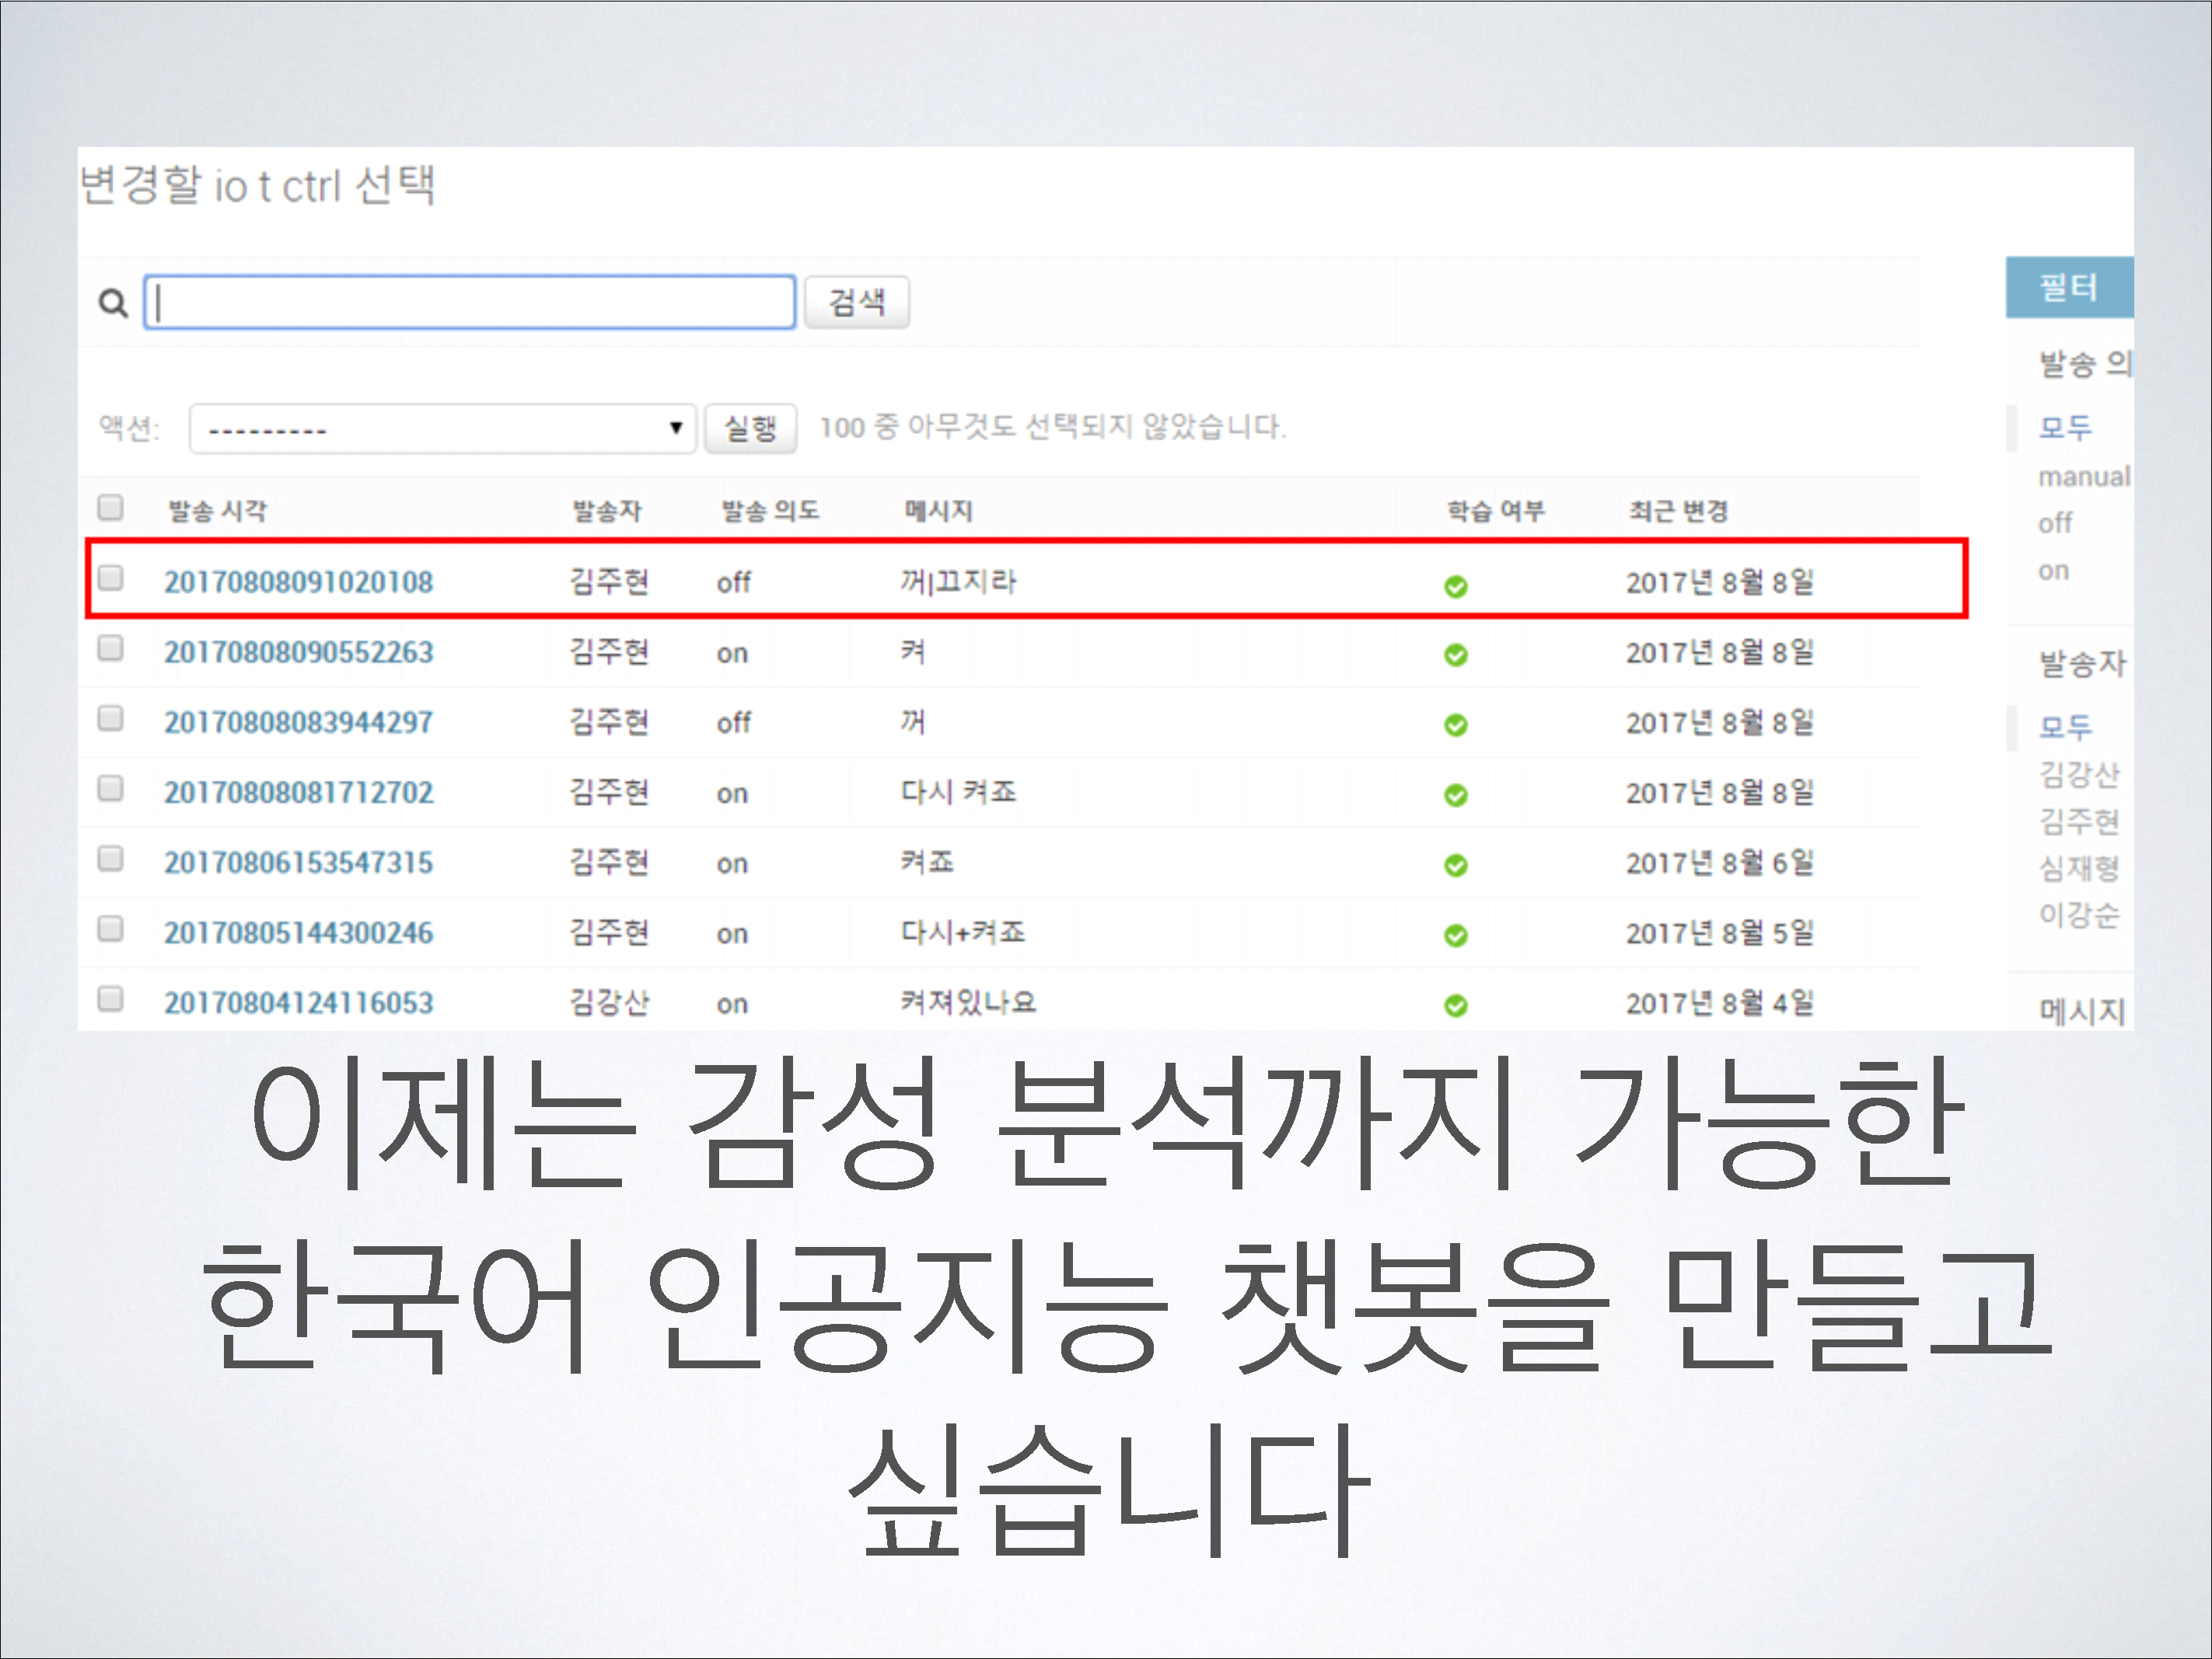 변경할 io t ctrl 선택
검색
필터
발송 의
액션: --------- 실행 100 중 아무것도 선택되지 않았습니다.
모두
manual
off
on
발송 시각 발송자 발송 의도 메시지 학습 여부 최근 변경
20170808091020108 김주현 off 꺼|끄지라 2017년 8월 8일
20170808090552263 김주현 on 켜 2017년 8월 8일
20170808083944297 김주현 off 꺼 2017년 8월 8일
20170808081712702 김주현 on 다시 켜죠 2017년 8월 8일
20170806153547315 김주현 on 켜죠 2017년 8월 6일
20170805144300246 김주현 on 다시+켜죠 2017년 8월 5일
20170804124116053 김강산 on 켜져있나요 2017년 8월 4일
발송자
모두
김강산
김주현
심재형
이강순
메시지
이제는 감성 분석까지 가능한
한국어 인공지능 챗봇을 만들고
싶습니다